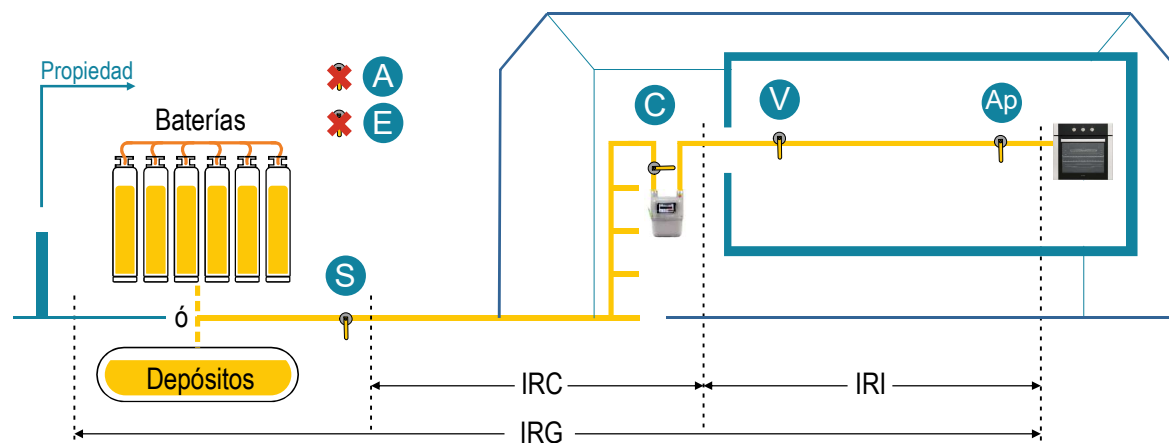 Propiedad
A
E
Baterías
C
V
Ap
S
ó
Depósitos
IRC
IRI
IRG